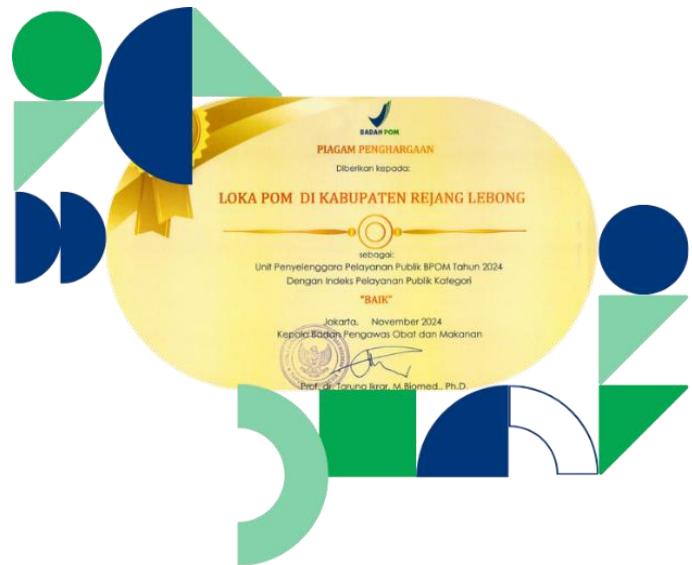 BADAN POM
PIAGAM PENGHARGAAN
Diberikan kepada:
LOKA POM DI KABUPATEN REJANG LEBONG
sebagai:
Unit Penyelenggara Pelayanan Publik BPOM Tahun 2024
Dengan Indeks Pelayanan Publik Kategori
"BAIK"
Jakarta, November 2024
Kepala Badan Pengawas Obat dan Makanan
Prof. dr. Taruna Ikrar, M.Biomed., Ph.D.